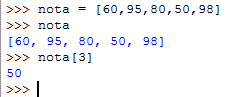 >>> nota = [60,95,80,50,98]
>>> nota
[60, 95, 80, 50, 98]
>>> nota[3]
50
>>>